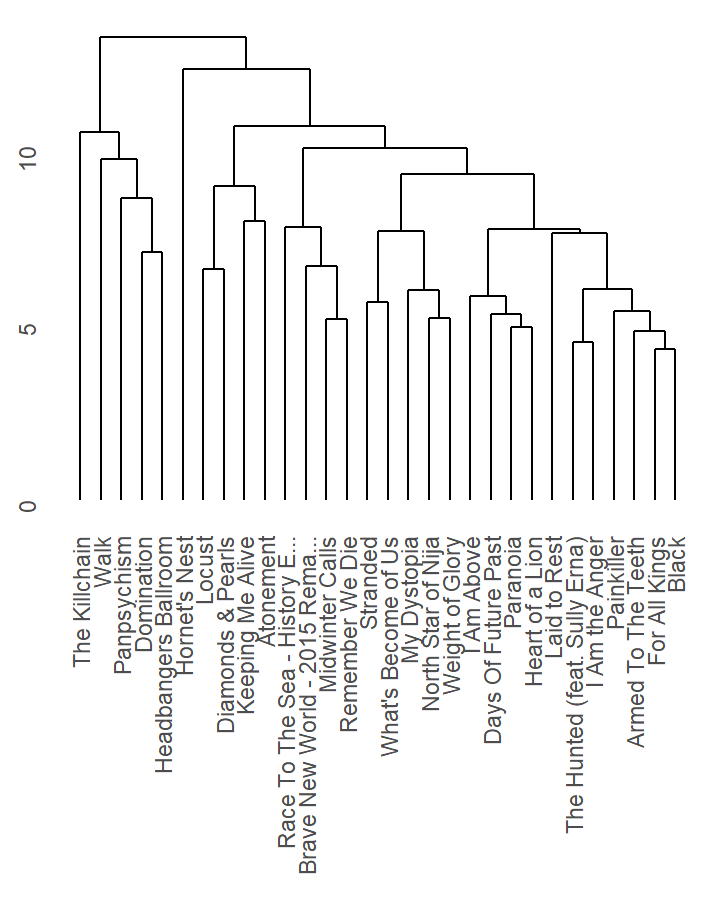 10
5
0
The Killchain
Walk
Panpsychism
Domination
Headbangers Ballroom
Hornet's Nest
Locust
Diamonds & Pearls
Keeping Me Alive
Atonement
Race To The Sea - History E...
Brave New World - 2015 Rema...
Midwinter Calls
Remember We Die
Stranded
What's Become of Us
My Dystopia
North Star of Nija
Weight of Glory
I Am Above
Days Of Future Past
Paranoia
Heart of a Lion
Laid to Rest
The Hunted (feat. Sully Erna)
I Am the Anger
Painkiller
Armed To The Teeth
For All Kings
Black